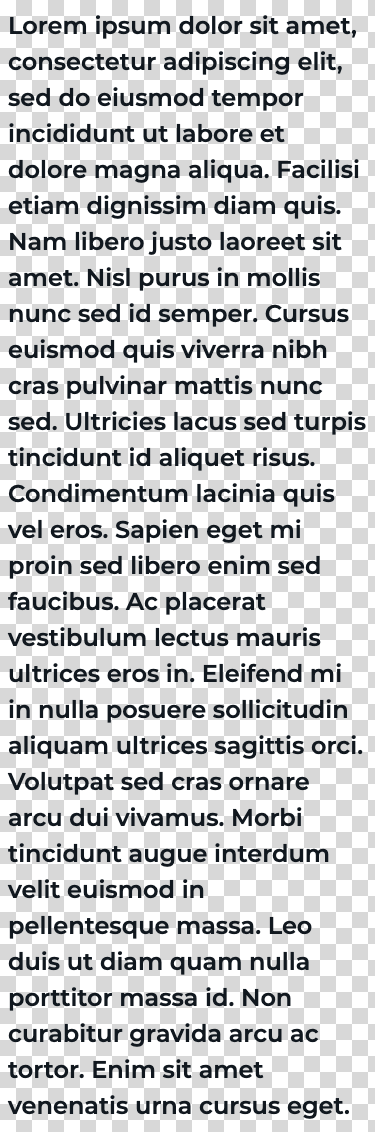 Lorem ipsum dolor sit amet,
consectetur adipiscing elit,
sed do eiusmod tempor
incididunt ut labore et
dolore magna aliqua. Facilisi
etiam dignissim diam quis.
Nam libero justo laoreet sit
amet. Nisl purus in mollis
nunc sed id semper. Cursus
euismod quis viverra nibh
cras pulvinar mattis nunc
sed. Ultricies lacus sed turpis
tincidunt id aliquet risus.
Condimentum lacinia quis
vel eros. Sapien eget mi
proin sed libero enim sed
faucibus. Ac placerat
vestibulum lectus mauris
ultrices eros in. Eleifend mi
in nulla posuere sollicitudin
aliquam ultrices sagittis orci.
Volutpat sed cras ornare
arcu dui vivamus. Morbi
tincidunt augue interdum
velit euismod in
pellentesque massa. Leo
duis ut diam quam nulla
porttitor massa id. Non
curabitur gravida arcu ac
tortor. Enim sit amet
venenatis urna cursus eget.